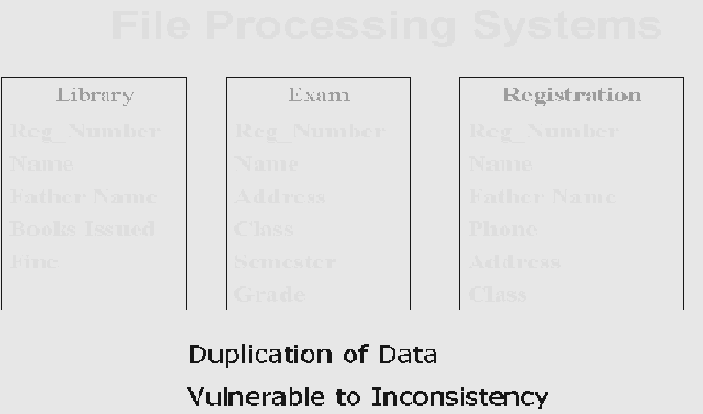 File Processing Systems
Library
Reg_Number
Name
Father Name
Books Issued
Fine
Exam
Reg_Number
Name
Address
Class
Semester
Grade
Registration
Reg_Number
Name
Father Name
Phone
Address
Class
Duplication of Data
Vulnerable to Inconsistency